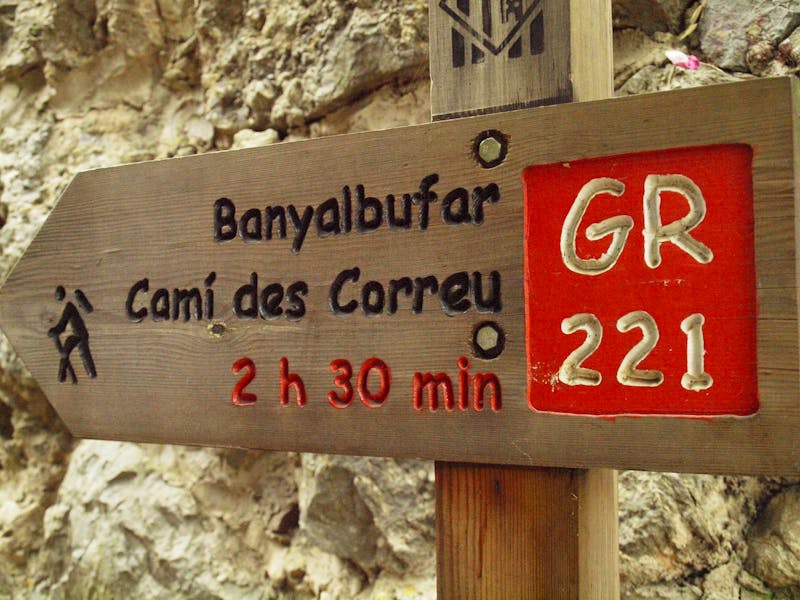 Banyalbufar
Camí des Correu
2 h 30 min
GR
221